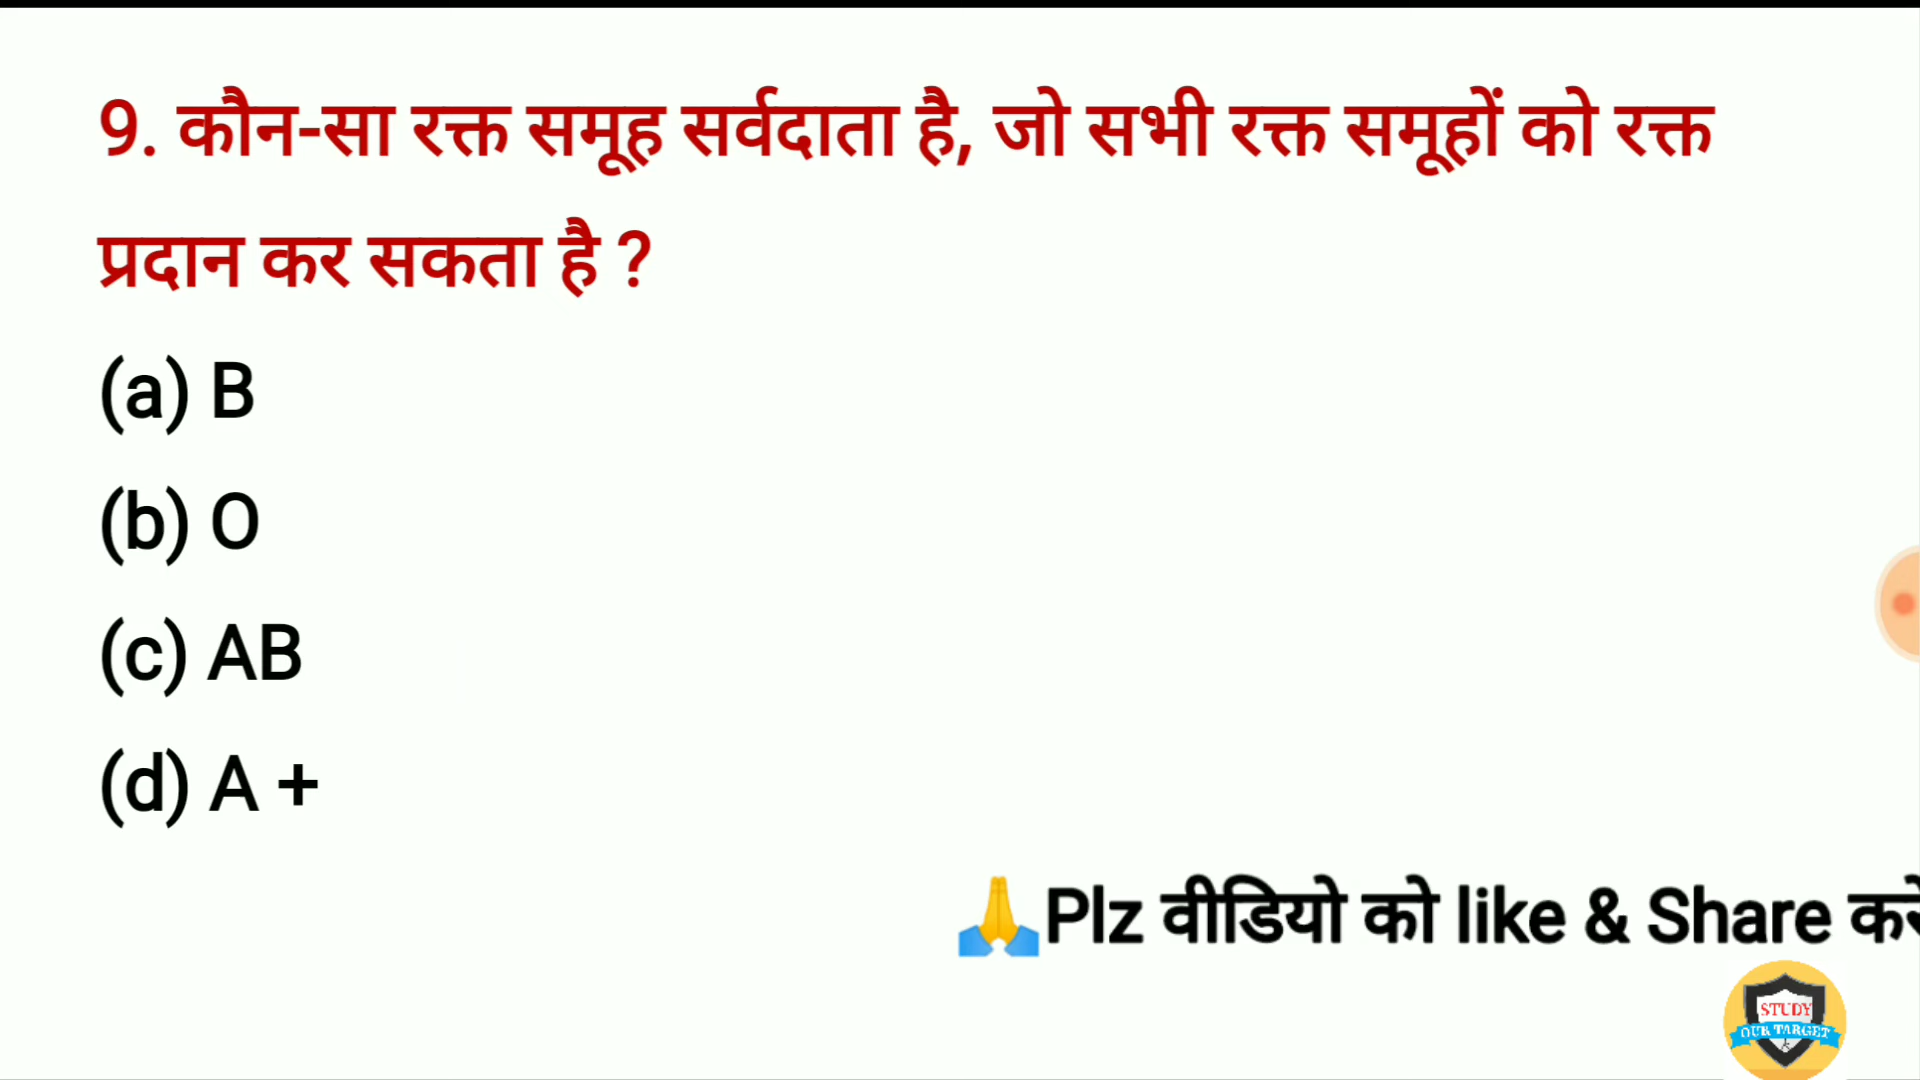 9. कौन-सा रक्त समूह सर्वदाता है, जो सभी रक्त समूहों को रक्त
प्रदान कर सकता है ?
(a) B
(b) O
(c) AB
(d) A +
🙏Plz वीडियो को like & Share करे
STUDY
OUR TARGET